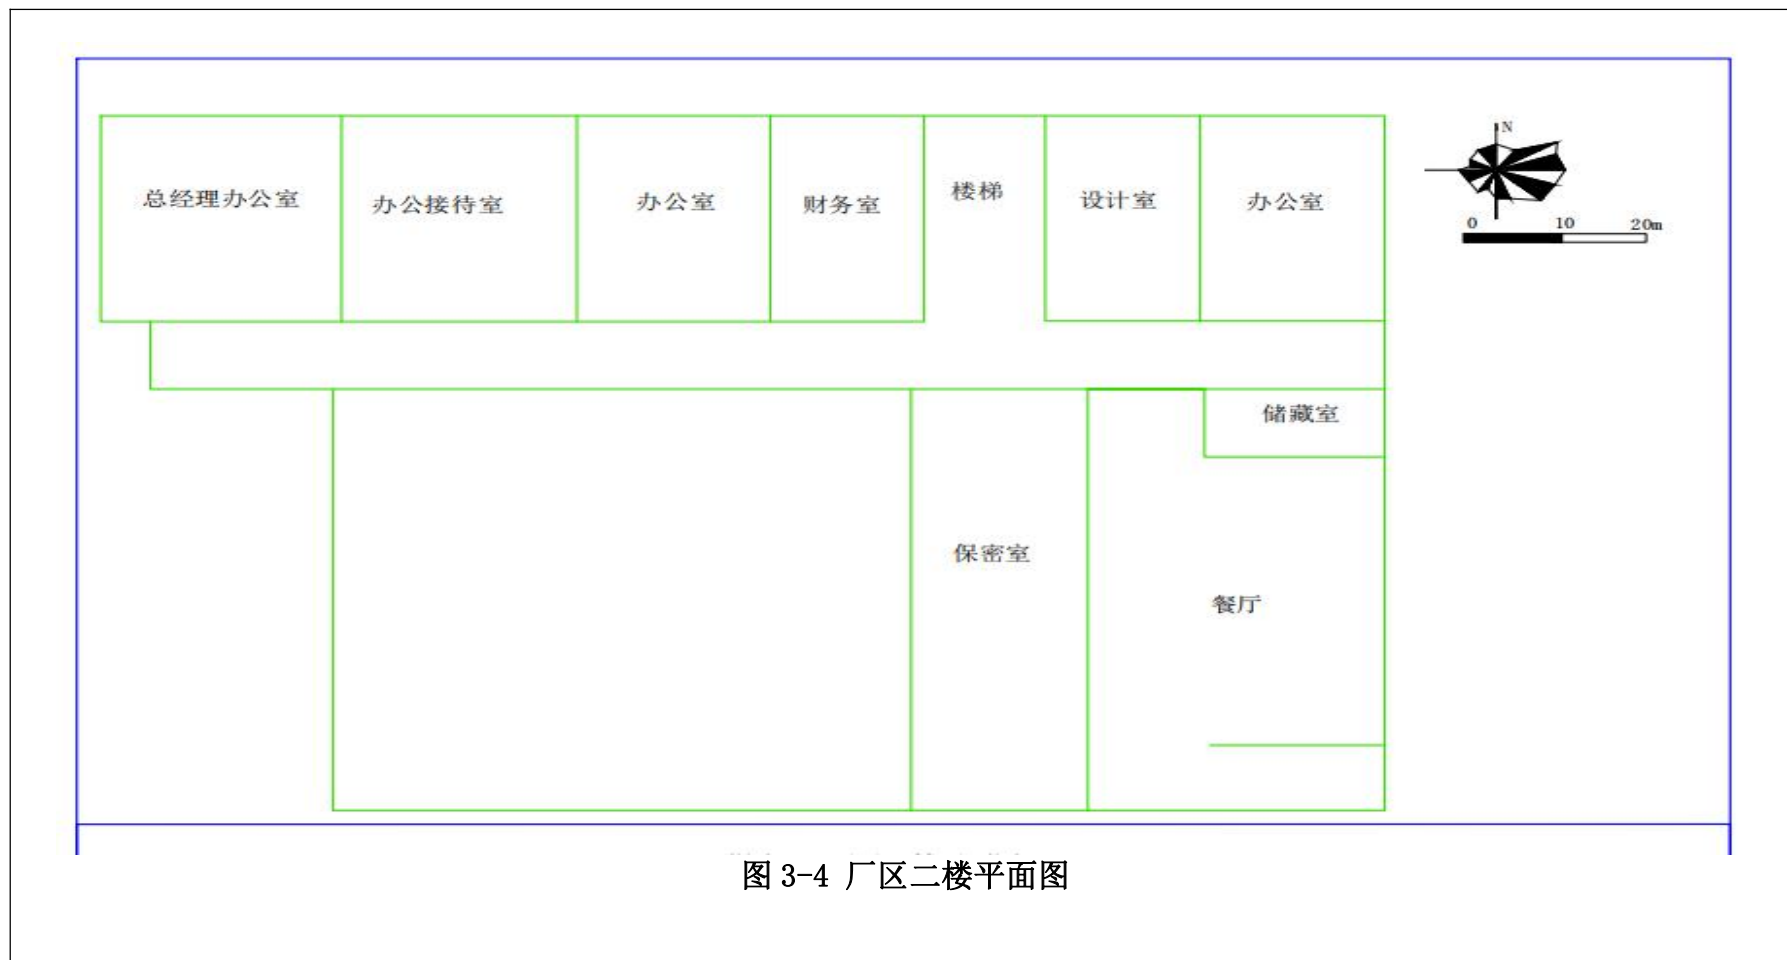 N
0 10 20m
总经理办公室
办公接待室
办公室
财务室
楼梯
设计室
办公室
储藏室
保密室
餐厅
图 3-4 厂区二楼平面图